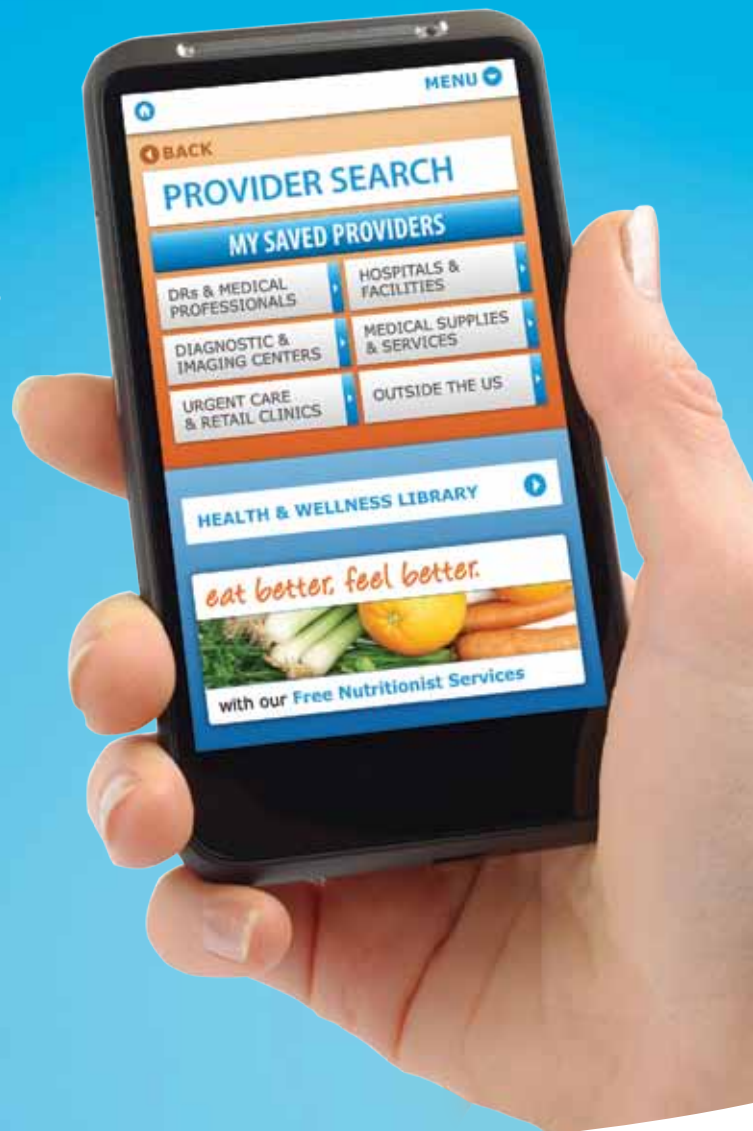 MENU
BACK
PROVIDER SEARCH
MY SAVED PROVIDERS
DRs & MEDICAL
PROFESSIONALS
HOSPITALS &
FACILITIES
DIAGNOSTIC &
IMAGING CENTERS
MEDICAL SUPPLIES
& SERVICES
URGENT CARE
& RETAIL CLINICS
OUTSIDE THE US
HEALTH & WELLNESS LIBRARY
eat better, feel better.
with our Free Nutritionist Services